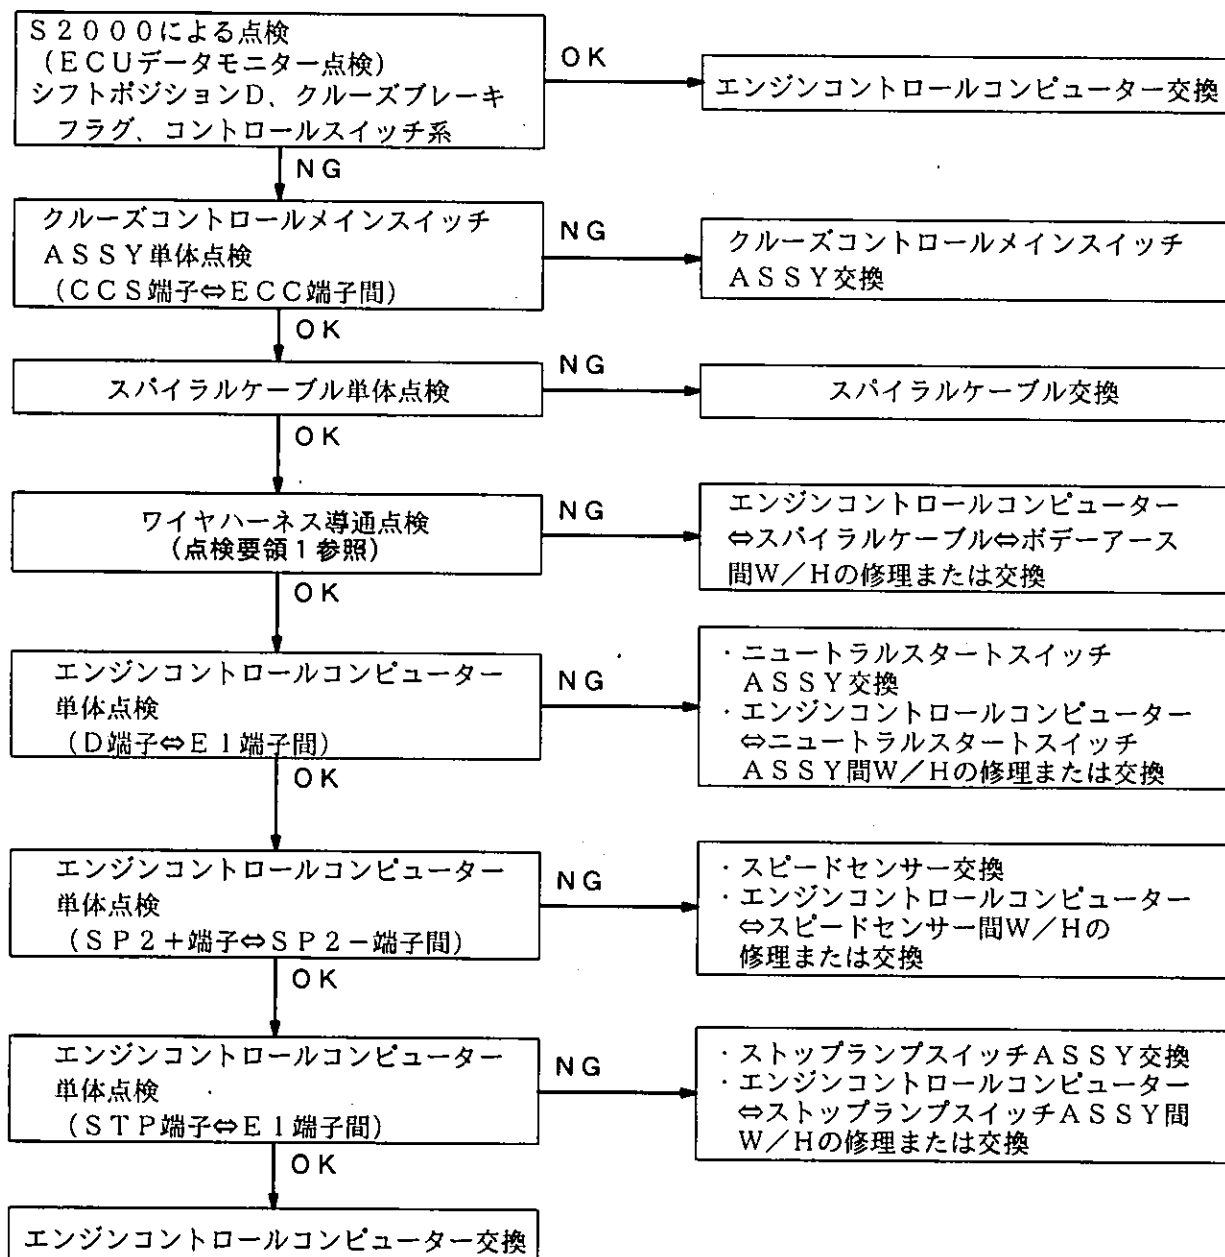 Ｓ２０００による点検
（ＥＣＵデータモニター点検）
シフトポジションＤ、クルーズブレーキ
フラグ、コントロールスイッチ系
ＯＫ
エンジンコントロールコンピューター交換
ＮＧ
クルーズコントロールメインスイッチ
ＡＳＳＹ単体点検
（ＣＣＳ端子⇔ＥＣＣ端子間）
ＮＧ
クルーズコントロールメインスイッチ
ＡＳＳＹ交換
ＯＫ
スパイラルケーブル単体点検
ＮＧ
スパイラルケーブル交換
ＯＫ
ワイヤハーネス導通点検
（点検要領１参照）
ＮＧ
エンジンコントロールコンピューター
⇔スパイラルケーブル⇔ボデーアース
間Ｗ／Ｈの修理または交換
ＯＫ
エンジンコントロールコンピューター
単体点検
（Ｄ端子⇔Ｅ１端子間）
ＮＧ
・ニュートラルスタートスイッチ
ＡＳＳＹ交換
・エンジンコントロールコンピューター
⇔ニュートラルスタートスイッチ
ＡＳＳＹ間Ｗ／Ｈの修理または交換
ＯＫ
エンジンコントロールコンピューター
単体点検
（ＳＰ２＋端子⇔ＳＰ２－端子間）
ＮＧ
・スピードセンサー交換
・エンジンコントロールコンピューター
⇔スピードセンサー間Ｗ／Ｈの
修理または交換
ＯＫ
エンジンコントロールコンピューター
単体点検
（ＳＴＰ端子⇔Ｅ１端子間）
ＮＧ
・ストップランプスイッチＡＳＳＹ交換
・エンジンコントロールコンピューター
⇔ストップランプスイッチＡＳＳＹ間
Ｗ／Ｈの修理または交換
ＯＫ
エンジンコントロールコンピューター交換